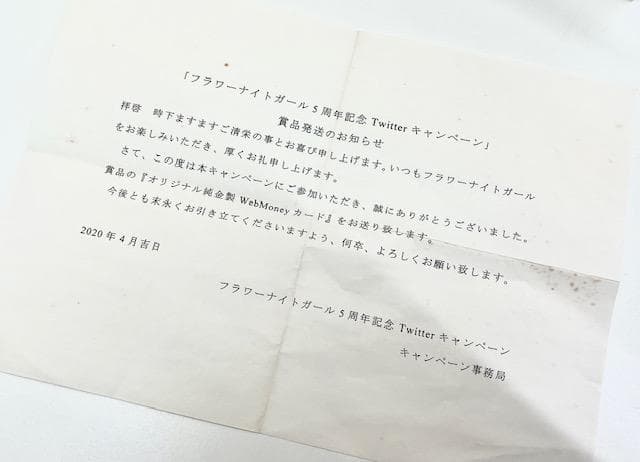 「フラワーナイトガール5周年記念 Twitter キャンペーン」
賞品発送のお知らせ
拝啓　時下ますますご清栄の事とお喜び申し上げます。いつもフラワーナイトガール
をお楽しみいただき、厚くお礼申し上げます。
さて、この度は本キャンペーンにご参加いただき、誠にありがとうございました。
賞品の『オリジナル純金製 WebMoney カード』をお送り致します。
今後とも末永くお引き立てくださいますよう、何卒、よろしくお願い致します。
2020年4月吉日
フラワーナイトガール5周年記念 Twitter キャンペーン
キャンペーン事務局